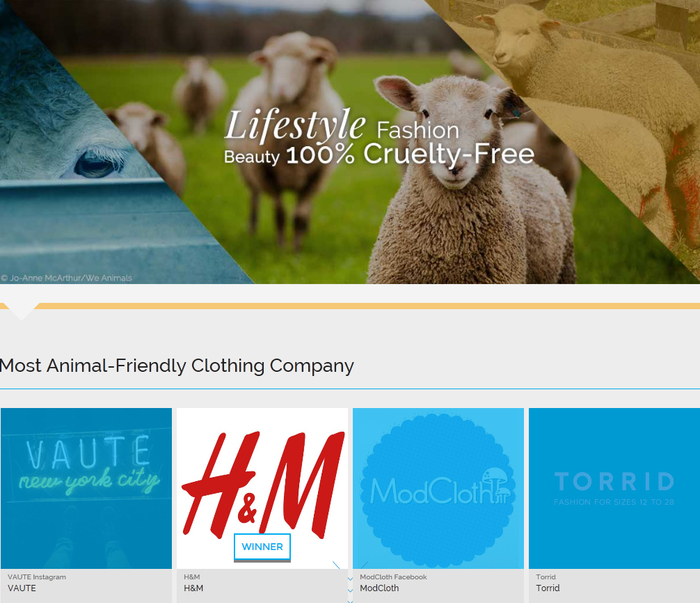 Lifestyle Fashion
Beauty 100% Cruelty-Free
© Jo-Anne McArthur/We Animals
Most Animal-Friendly Clothing Company
VAUTE
new york city
H&M
WINNER
ModCloth
TORRID
FASHION FOR SIZES 12 TO 28
VAUTE Instagram
VAUTE
H&M
H&M
ModCloth Facebook
ModCloth
Torrid
Torrid